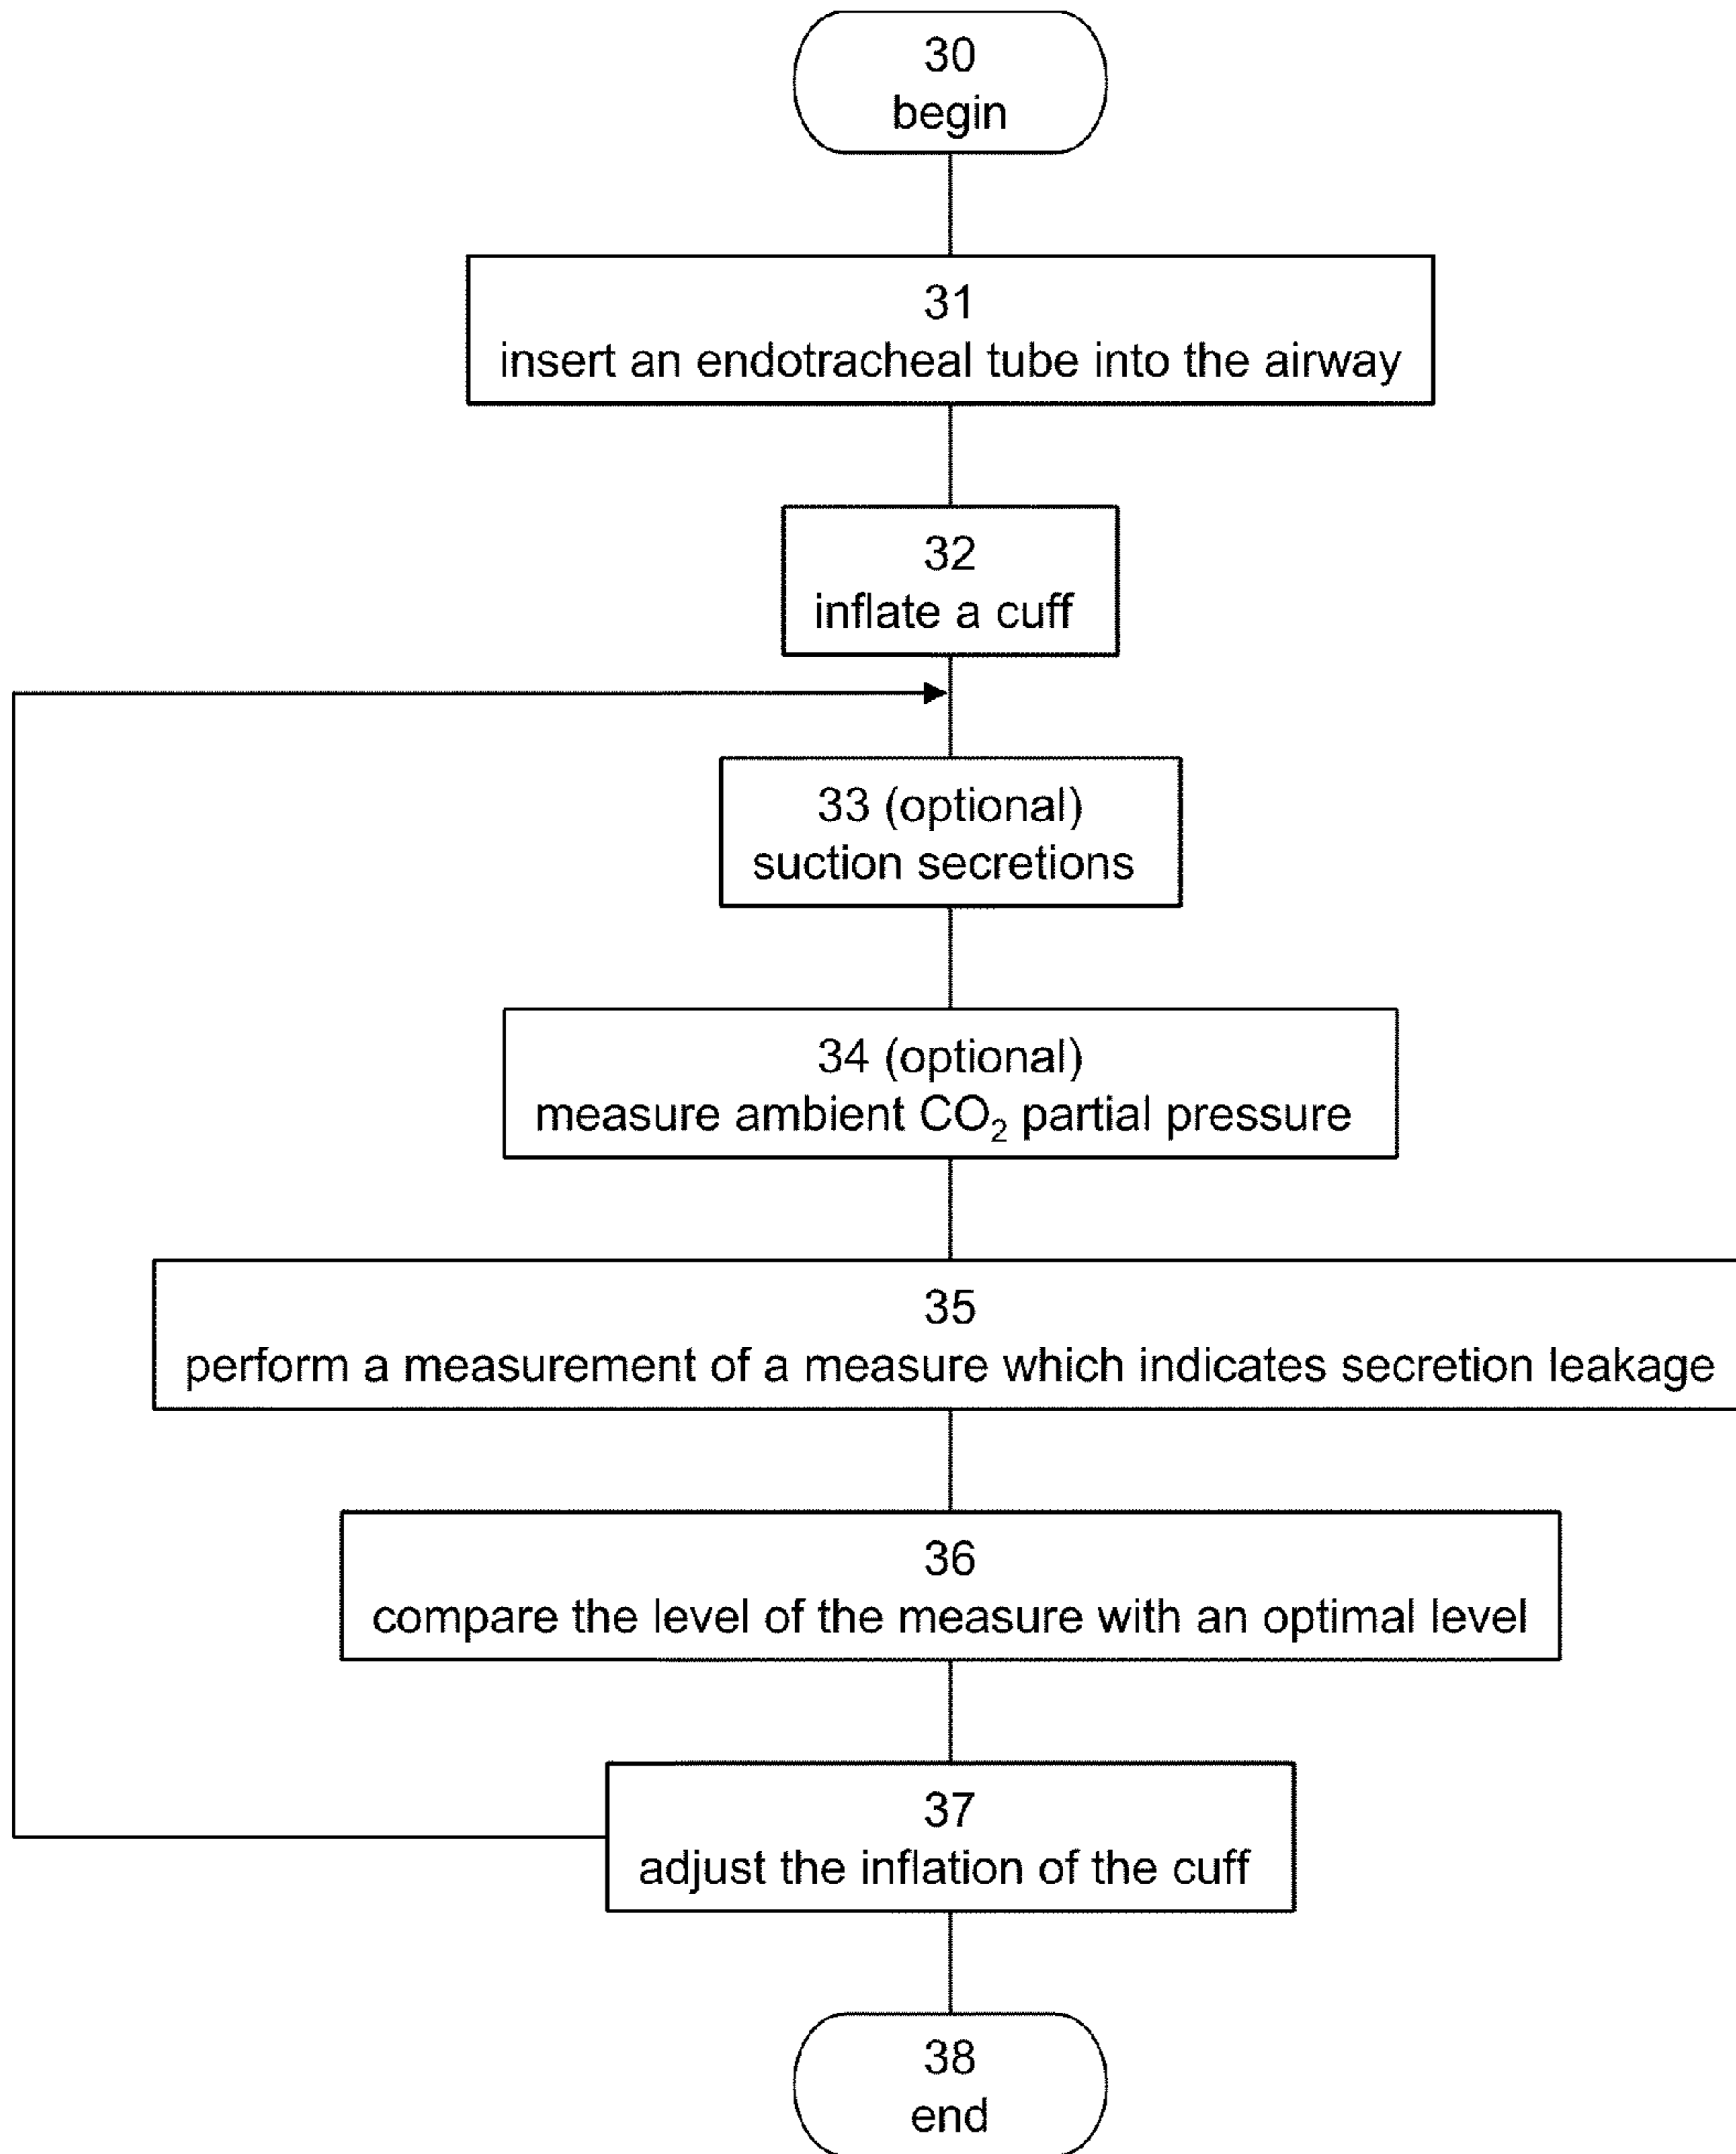 30
begin
31
insert an endotracheal tube into the airway
32
inflate a cuff
33 (optional)
suction secretions
34 (optional)
measure ambient CO₂ partial pressure
35
perform a measurement of a measure which indicates secretion leakage
36
compare the level of the measure with an optimal level
37
adjust the inflation of the cuff
38
end